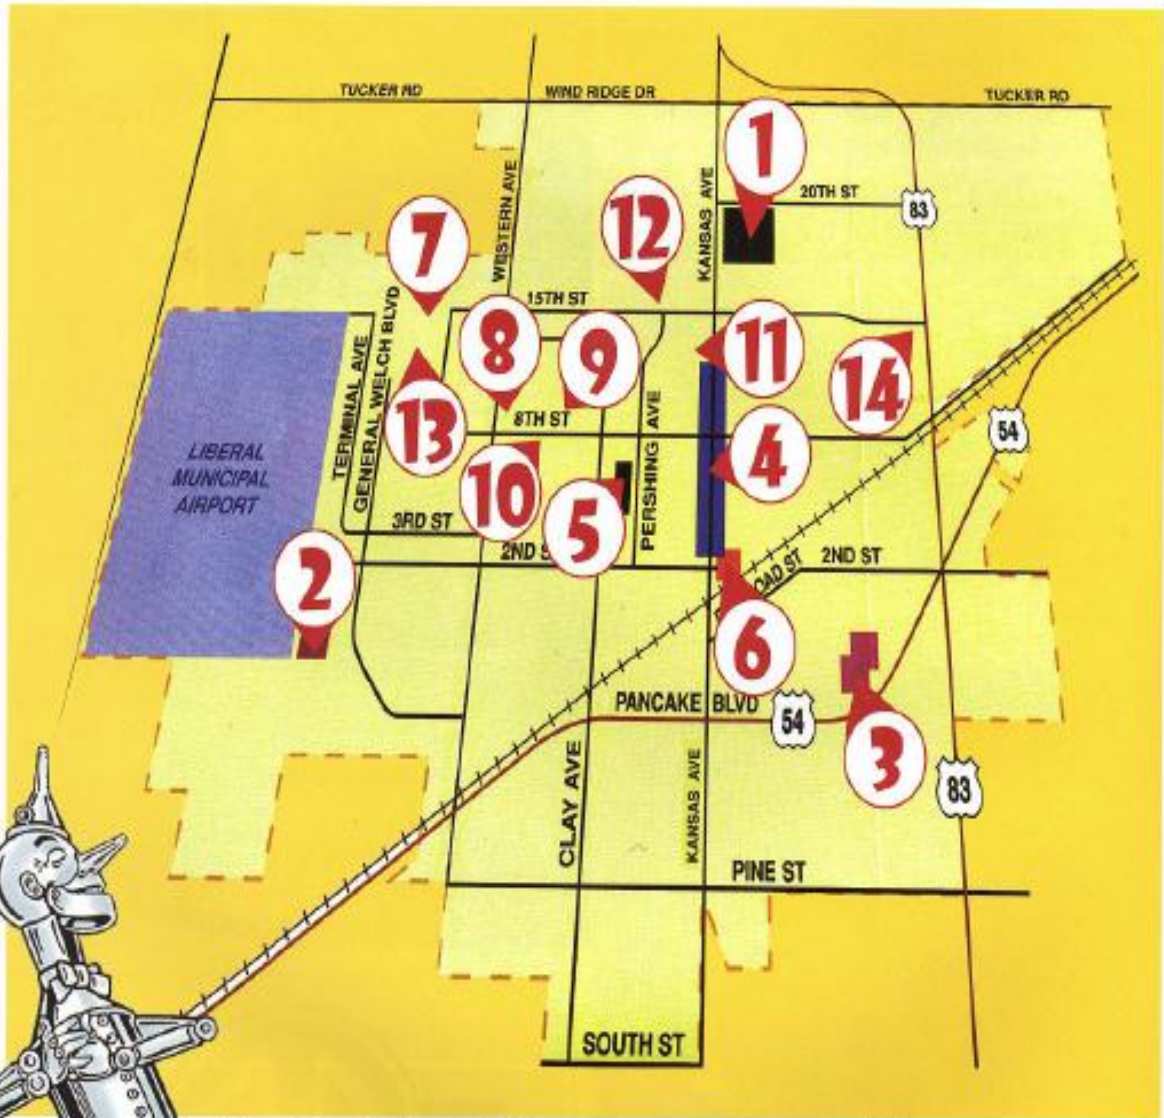 TUCKER RD
WIND RIDGE DR
TUCKER RD
1
20TH ST
83
WESTERN AVE
KANSAS AVE
12
7
15TH ST
8
9
11
14
TERMINAL AVE
GENERAL WELCH BLVD
13
8TH ST
PERSHING AVE
54
LIBERAL
MUNICIPAL
AIRPORT
10
4
5
3RD ST
2ND S
2
OAD ST
2ND ST
6
PANCAKE BLVD
54
3
83
CLAY AVE
KANSAS AVE
PINE ST
SOUTH ST